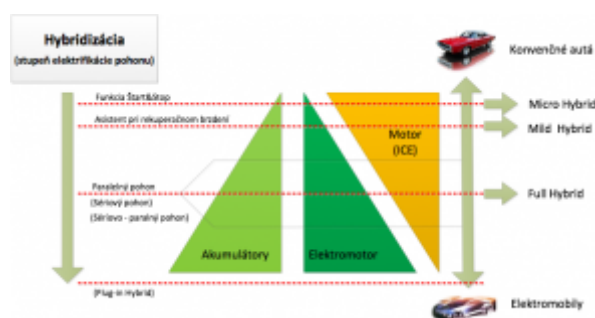 Hybridizácia
(stupeň elektrifikácie pohonu)
Konvenčné autá
Funkcia Štart&Stop
Micro Hybrid
Asistent pri rekuperačnom brzdení
Mild Hybrid
Motor
(ICE)
Paralelný pohon
Full Hybrid
(Sériový pohon)
(Sériovo - paralný pohon)
Akumulátory
Elektromotor
(Plug-in Hybrid)
Elektromobily